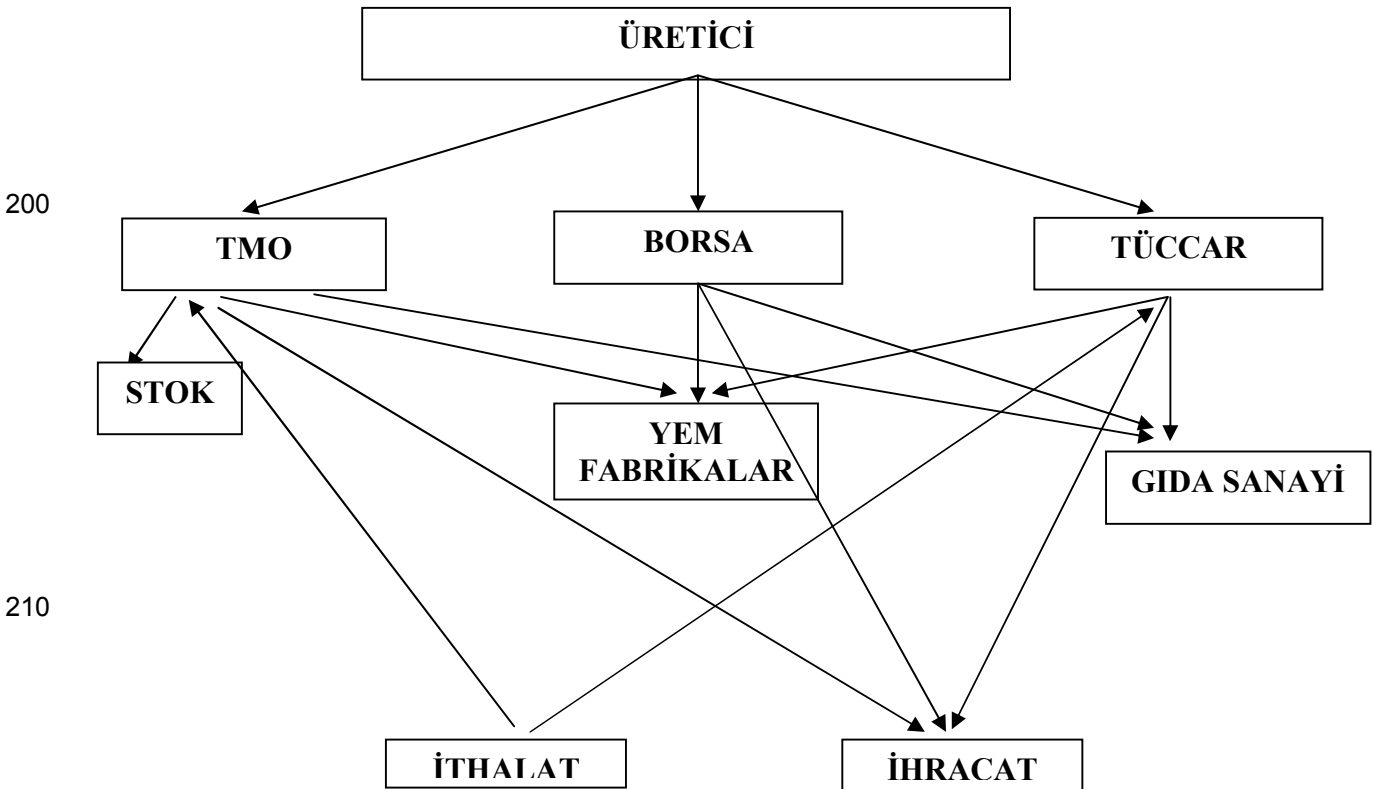 ÜRETİCİ
200
TMO
BORSA
TÜCCAR
STOK
YEM
FABRİKALAR
GIDA SANAYİ
210
İTHALAT
İHRACAT